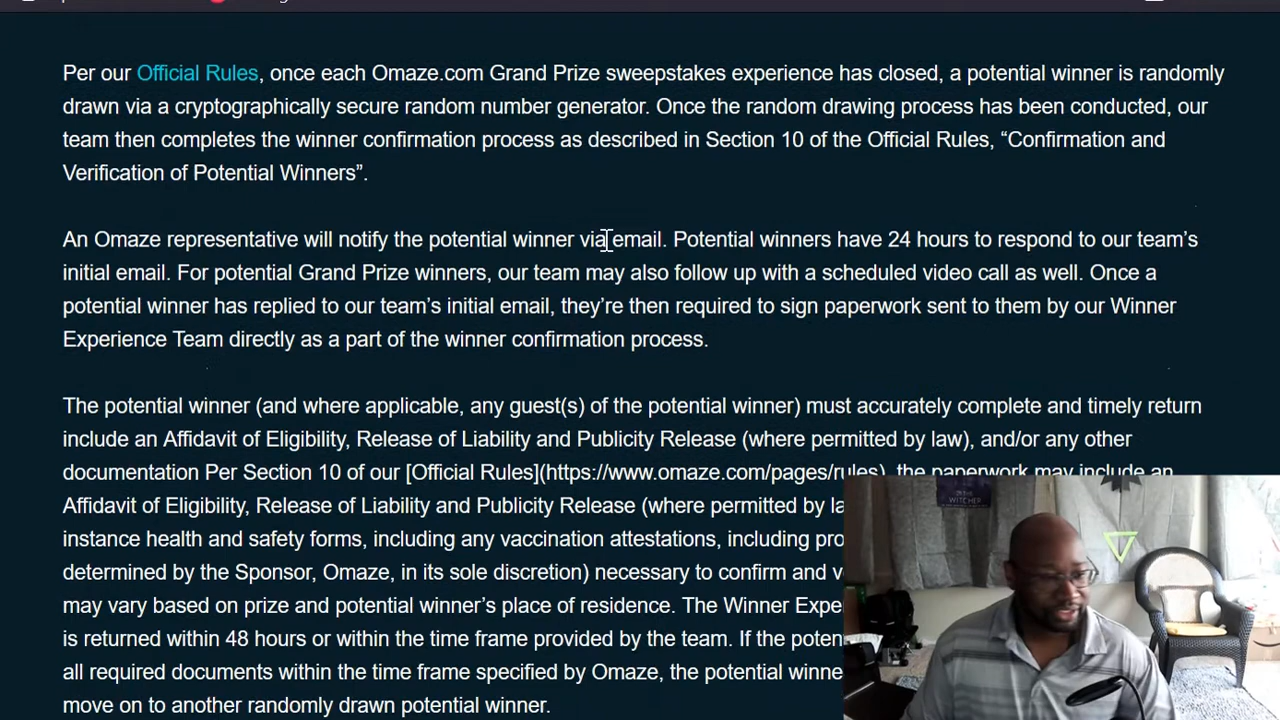 Per our Official Rules, once each Omaze.com Grand Prize sweepstakes experience has closed, a potential winner is randomly
drawn via a cryptographically secure random number generator. Once the random drawing process has been conducted, our
team then completes the winner confirmation process as described in Section 10 of the Official Rules, “Confirmation and
Verification of Potential Winners”.
An Omaze representative will notify the potential winner via email. Potential winners have 24 hours to respond to our team’s
initial email. For potential Grand Prize winners, our team may also follow up with a scheduled video call as well. Once a
potential winner has replied to our team’s initial email, they’re then required to sign paperwork sent to them by our Winner
Experience Team directly as a part of the winner confirmation process.
The potential winner (and where applicable, any guest(s) of the potential winner) must accurately complete and timely return
include an Affidavit of Eligibility, Release of Liability and Publicity Release (where permitted by law), and/or any other
documentation Per Section 10 of our [Official Rules](https://www.omaze.com/pages/rules), the paperwork may include an
Affidavit of Eligibility, Release of Liability and Publicity Release (where permitted by
instance health and safety forms, including any vaccination attestations, including
determined by the Sponsor, Omaze, in its sole discretion) necessary to confirm and
may vary based on prize and potential winner’s place of residence. The Winner
is returned within 48 hours or within the time frame provided by the team. If the
all required documents within the time frame specified by Omaze, the potential
move on to another randomly drawn potential winner.
WITCHER